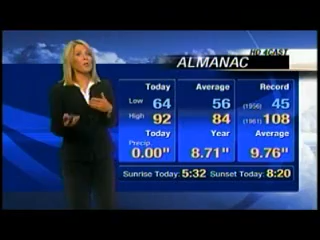 HD 4CAST
ALMANAC
Today Average Record
Low 64 56 (1956) 45
High 92 84 (1961) 108
Today Year Average
Precip. 0.00" 8.71" 9.76"
Sunrise Today: 5:32 Sunset Today: 8:20